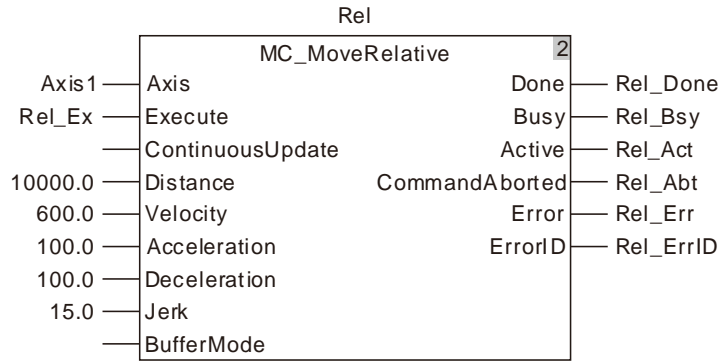 Rel
MC_MoveRelative 2
Axis1 Axis Done Rel_Done
Rel_Ex Execute Busy Rel_Bsy
ContinuousUpdate Active Rel_Act
10000.0 Distance CommandAborted Rel_Abt
600.0 Velocity Error Rel_Err
100.0 Acceleration ErrorID Rel_ErrID
100.0 Deceleration
15.0 Jerk
BufferMode